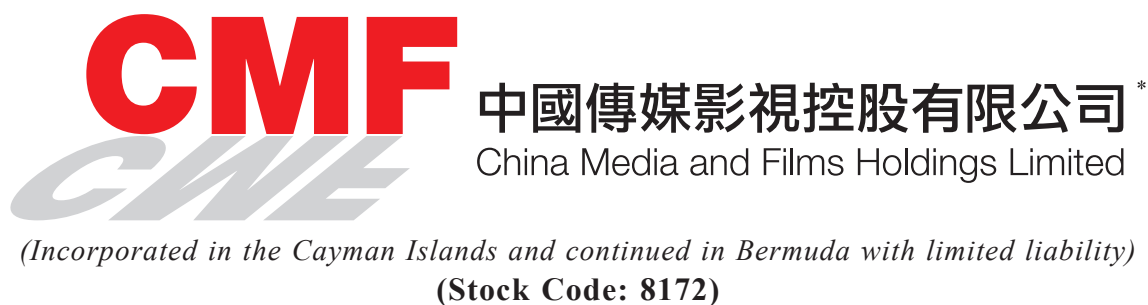 CMF
中國傳媒影視控股有限公司*
China Media and Films Holdings Limited
(Incorporated in the Cayman Islands and continued in Bermuda with limited liability)
(Stock Code: 8172)